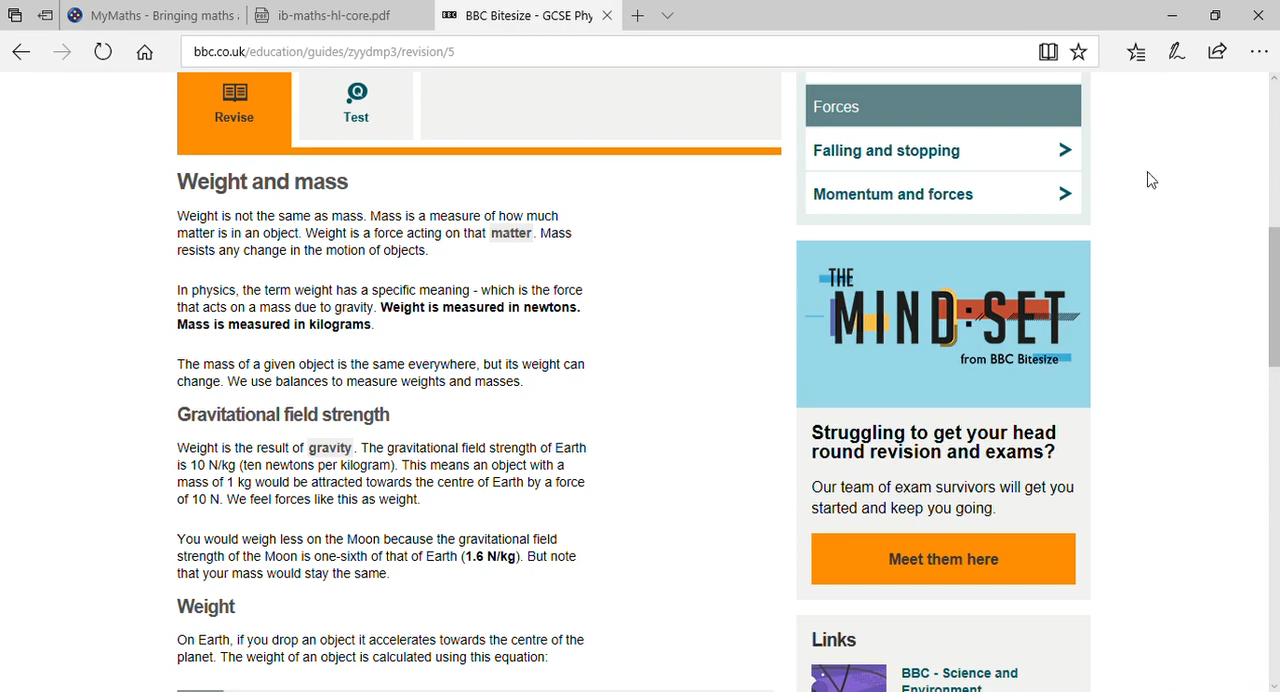 MyMaths - Bringing maths
ib-maths-hl-core.pdf
BBC Bitesize - GCSE Phy
bbc.co.uk/education/guides/zyydmp3/revision/5
Revise
Test
Weight and mass
Weight is not the same as mass. Mass is a measure of how much
matter is in an object. Weight is a force acting on that matter. Mass
resists any change in the motion of objects.
In physics, the term weight has a specific meaning - which is the force
that acts on a mass due to gravity. Weight is measured in newtons.
Mass is measured in kilograms.
The mass of a given object is the same everywhere, but its weight can
change. We use balances to measure weights and masses.
Gravitational field strength
Weight is the result of gravity. The gravitational field strength of Earth
is 10 N/kg (ten newtons per kilogram). This means an object with a
mass of 1 kg would be attracted towards the centre of Earth by a force
of 10 N. We feel forces like this as weight.
You would weigh less on the Moon because the gravitational field
strength of the Moon is one-sixth of that of Earth (1.6 N/kg). But note
that your mass would stay the same.
Weight
On Earth, if you drop an object it accelerates towards the centre of the
planet. The weight of an object is calculated using this equation:
Forces
Falling and stopping
Momentum and forces
THE
MIND:SET
from BBC Bitesize
Struggling to get your head
round revision and exams?
Our team of exam survivors will get you
started and keep you going.
Meet them here
Links
BBC - Science and
Environment